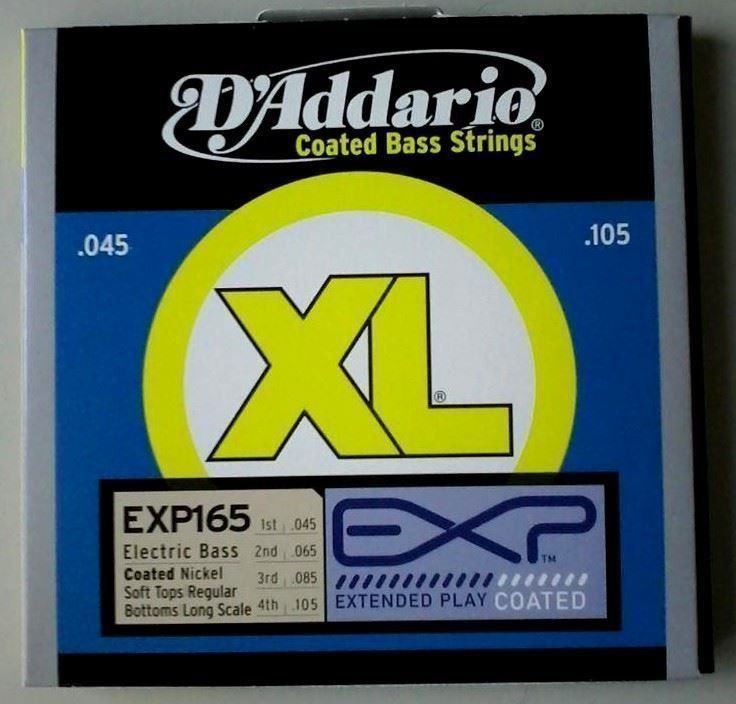 D'Addario®
Coated Bass Strings
.045
.105
XL®
EXP165
Electric Bass
Coated Nickel
Soft Tops Regular
Bottoms Long Scale
1st .045
2nd .065
3rd .085
4th .105
EXP™
EXTENDED PLAY COATED